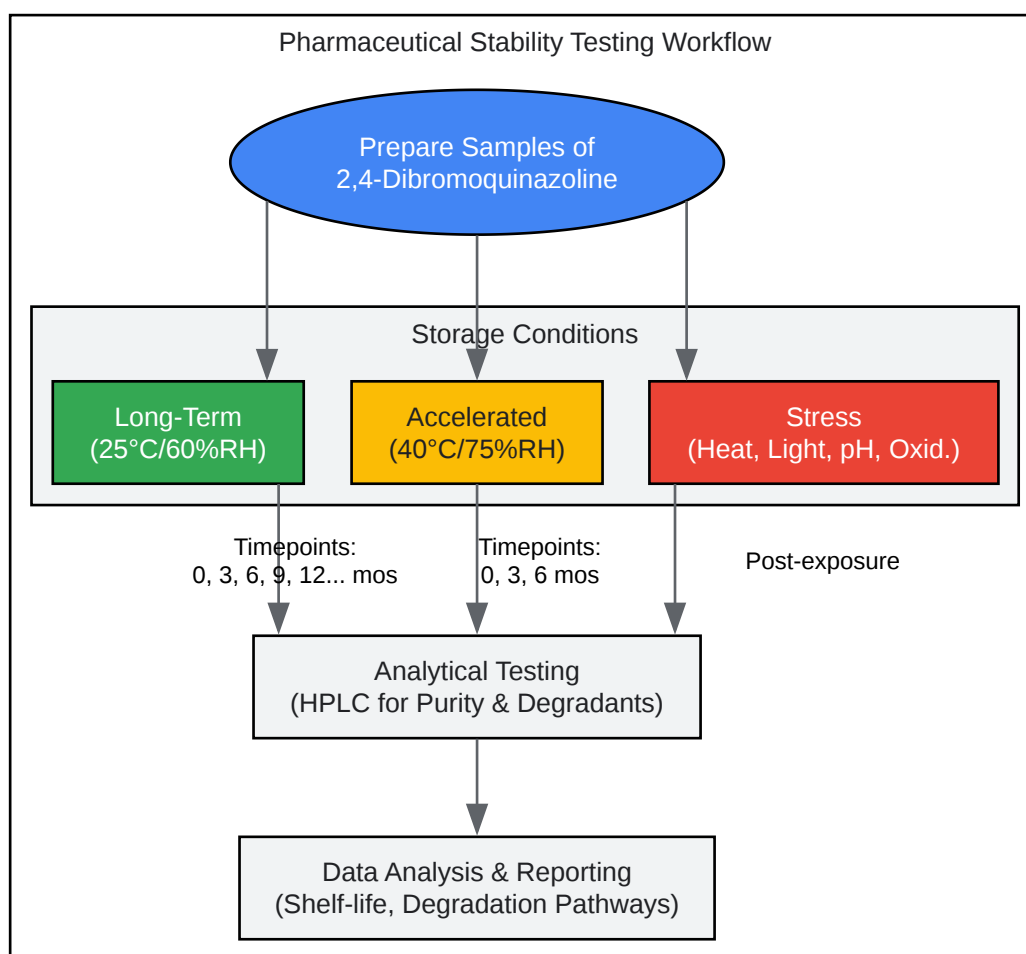 Pharmaceutical Stability Testing Workflow
Prepare Samples of
2,4-Dibromoquinazoline
Storage Conditions
Long-Term
(25°C/60%RH)
Accelerated
(40°C/75%RH)
Stress
(Heat, Light, pH, Oxid.)
Timepoints:
0, 3, 6, 9, 12... mos
Timepoints:
0, 3, 6 mos
Post-exposure
Analytical Testing
(HPLC for Purity & Degradants)
Data Analysis & Reporting
(Shelf-life, Degradation Pathways)